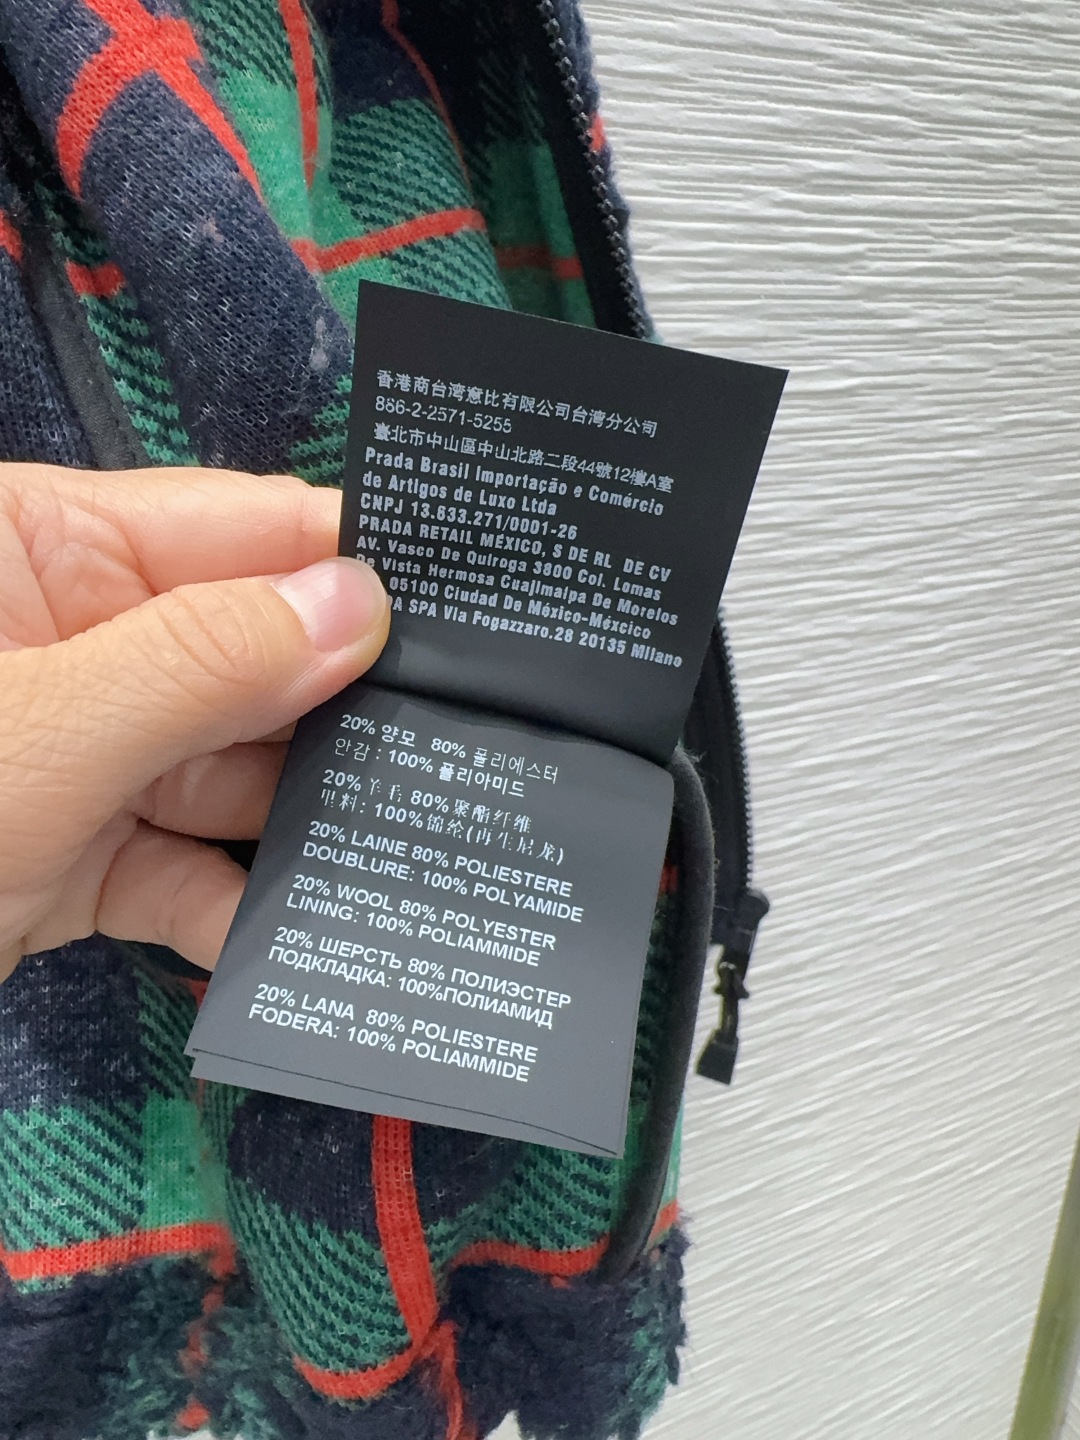 香港商台湾意比有限公司台湾分公司
886-2-2571-5255
臺北市中山區中山北路二段44號12樓A室
Prada Brasil Importação e Comércio
de Artigos de Luxo Ltda
CNPJ 13.633.271/0001-26
PRADA RETAIL MÉXICO, S DE RL DE CV
AV. Vasco De Quiroga 3800 Col. Lomas
De Vista Hermosa Cuajimaipa De Morelos
05100 Ciudad De México-Méxcico
A SPA Via Fogazzaro.28 20135 Milano
20% 양모 80% 폴리에스터
안감 : 100% 폴리아미드
20% 羊毛 80%聚酯纤维
里料: 100%锦纶(再生尼龙)
20% LAINE 80% POLIESTERE
DOUBLURE: 100% POLYAMIDE
20% WOOL 80% POLYESTER
LINING: 100% POLIAMMIDE
20% ШЕРСТЬ 80% ПОЛИЭСТЕР
ПОДКЛАДКА: 100%ПОЛИАМИД
20% LANA 80% POLIESTERE
FODERA: 100% POLIAMMIDE